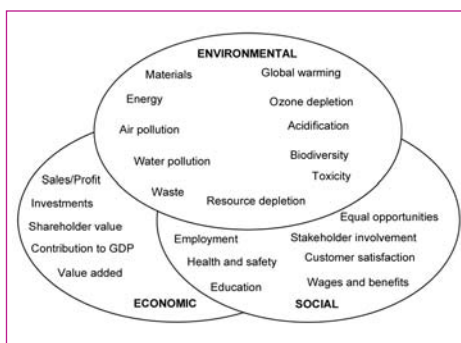 ENVIRONMENTAL
Materials
Global warming
Energy
Ozone depletion
Air pollution
Acidification
Water pollution
Biodiversity
Toxicity
Waste
Resource depletion
Sales/Profit
Investments
Shareholder value
Contribution to GDP
Value added
ECONOMIC
Employment
Health and safety
Education
Equal opportunities
Stakeholder involvement
Customer satisfaction
Wages and benefits
SOCIAL